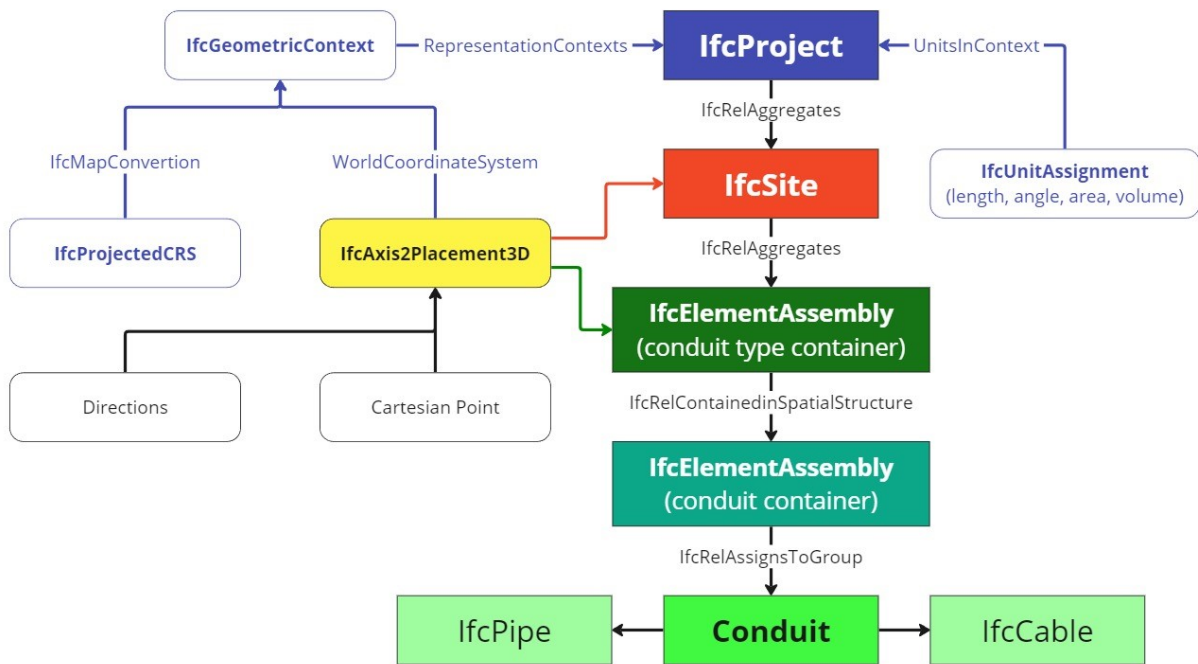 IfcGeometricContext
RepresentationContexts
IfcProject
UnitsInContext
IfcRelAggregates
IfcMapConvertion
WorldCoordinateSystem
IfcSite
IfcUnitAssignment
(length, angle, area, volume)
IfcProjectedCRS
IfcAxis2Placement3D
IfcRelAggregates
IfcElementAssembly
(conduit type container)
Directions
Cartesian Point
IfcRelContainedinSpatialStructure
IfcElementAssembly
(conduit container)
IfcRelAssignsToGroup
IfcPipe
Conduit
IfcCable